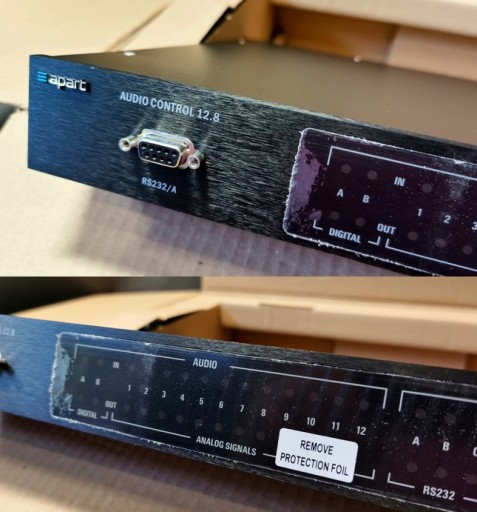 apart
AUDIO CONTROL 12.8
RS232/A
IN
A B
1 2 3
OUT
DIGITAL
12.8
AUDIO
IN
A B
1 2 3 4 5 6 7 8 9 10 11 12
OUT
DIGITAL
ANALOG SIGNALS
REMOVE
PROTECTION FOIL
A B C
RS232